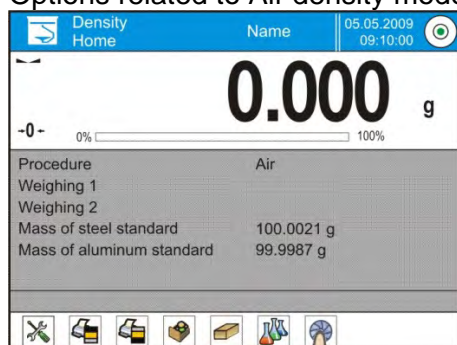 Options related to Air density mode
Density Name 05.05.2009
Home 09:10:00
0.000 g
0% 100%
Procedure Air
Weighing 1
Weighing 2
Mass of steel standard 100.0021 g
Mass of aluminum standard 99.9987 g